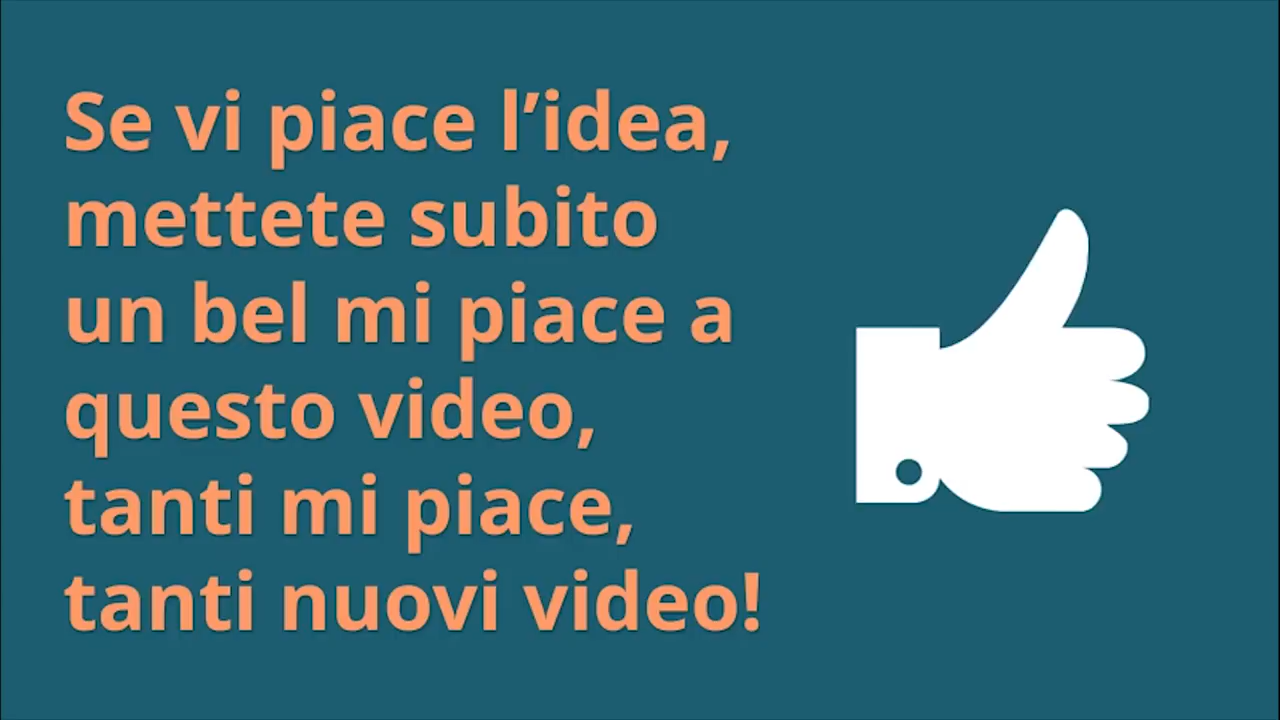 Se vi piace l’idea,
mettete subito
un bel mi piace a
questo video,
tanti mi piace,
tanti nuovi video!